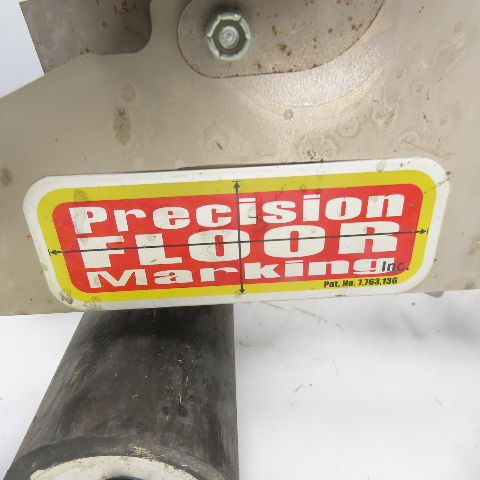 Precision
FLOOR
Marking Inc.
Pat. No. 7,763,136